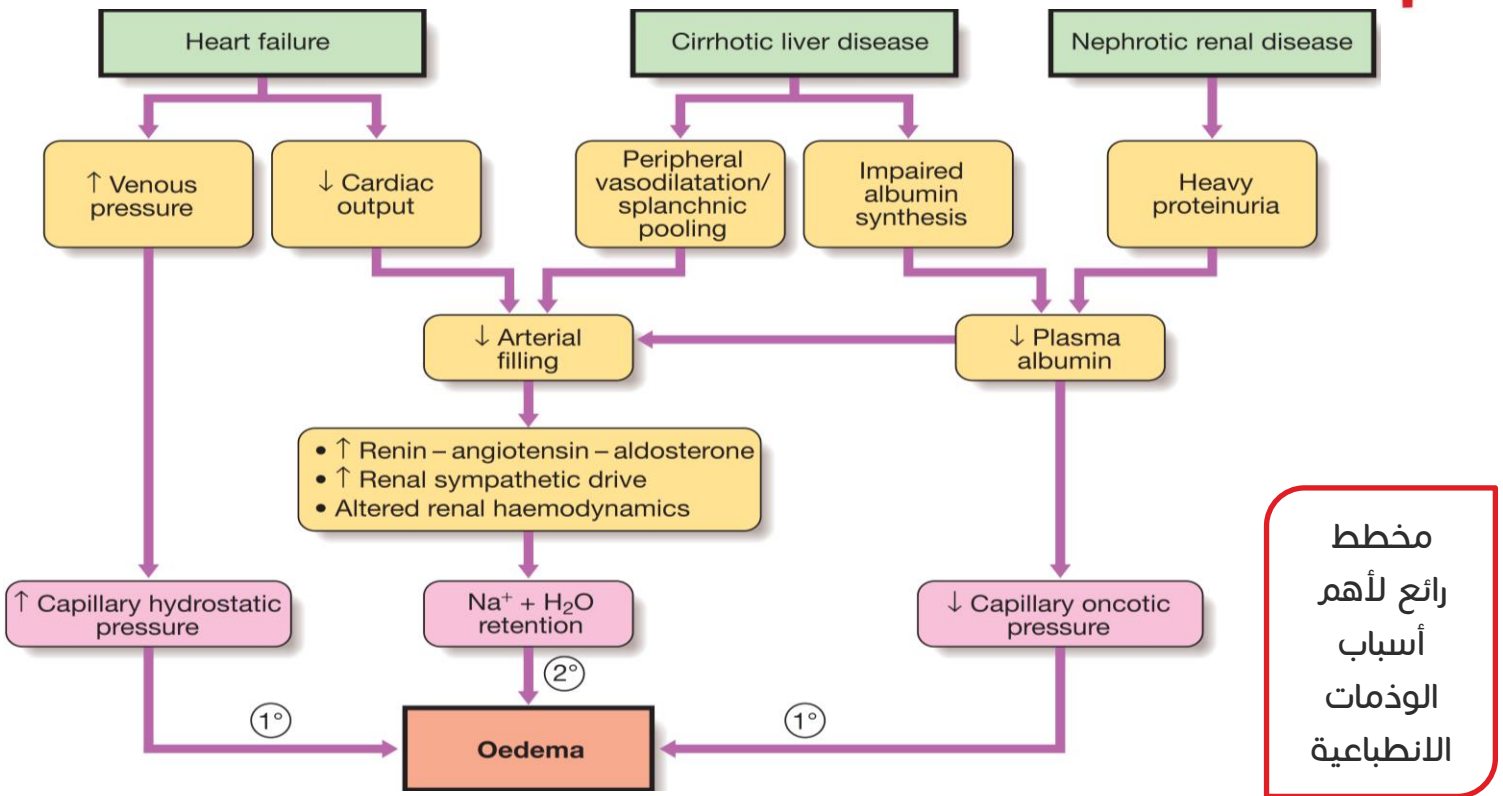 Heart failure
Cirrhotic liver disease
Nephrotic renal disease
↑ Venous
pressure
↓ Cardiac
output
Peripheral
vasodilatation/
splanchnic
pooling
Impaired
albumin
synthesis
Heavy
proteinuria
↓ Arterial
filling
↓ Plasma
albumin
• ↑ Renin – angiotensin – aldosterone
• ↑ Renal sympathetic drive
• Altered renal haemodynamics
↑ Capillary hydrostatic
pressure
Na⁺ + H₂O
retention
↓ Capillary oncotic
pressure
1°
2°
1°
Oedema
مخطط
رائع لأهم
أسباب
الوذمات
الانطباعية